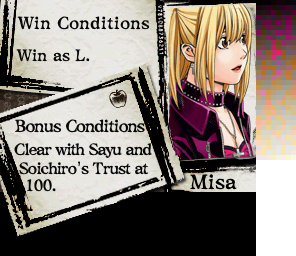 Win Conditions
Win as L.
Bonus Conditions
Clear with Sayu and
Soichiro's Trust at
100.
Misa